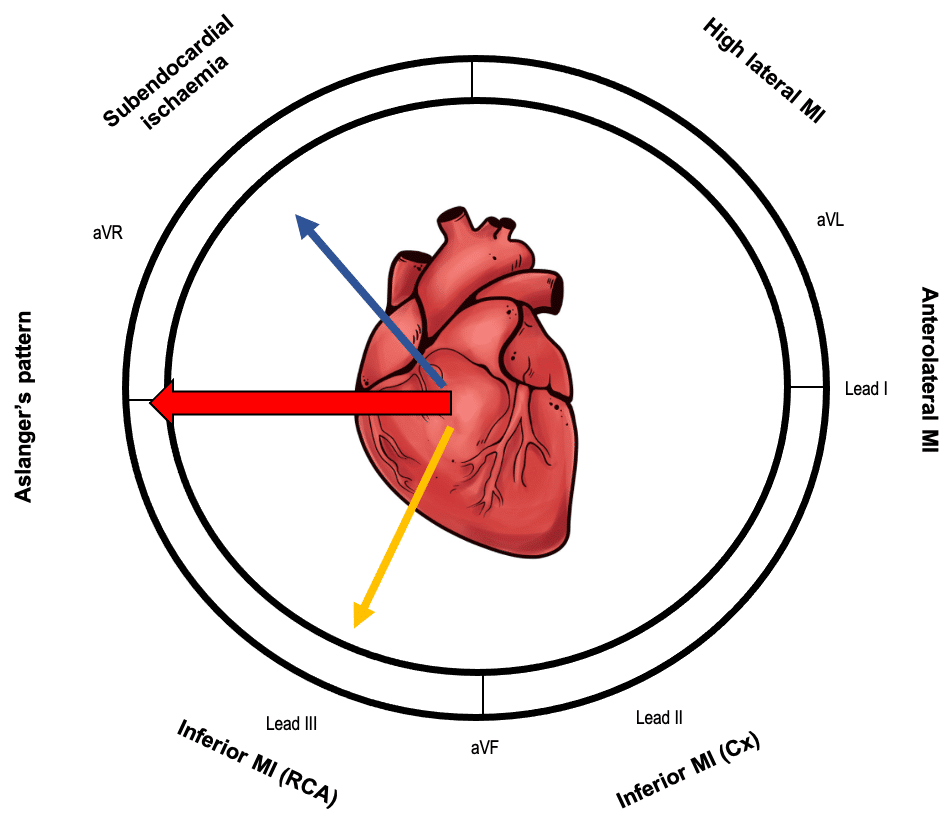 Subendocardial
ischaemia
High lateral MI
aVR
aVL
Aslanger’s pattern
Anterolateral MI
Lead I
Lead III
Lead II
aVF
Inferior MI (RCA)
Inferior MI (Cx)